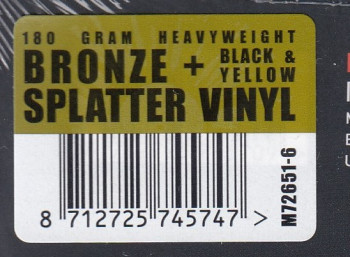 180 GRAM HEAVYWEIGHT
BRONZE + BLACK &
YELLOW
SPLATTER VINYL
8 712725 745747 >
M72651-6